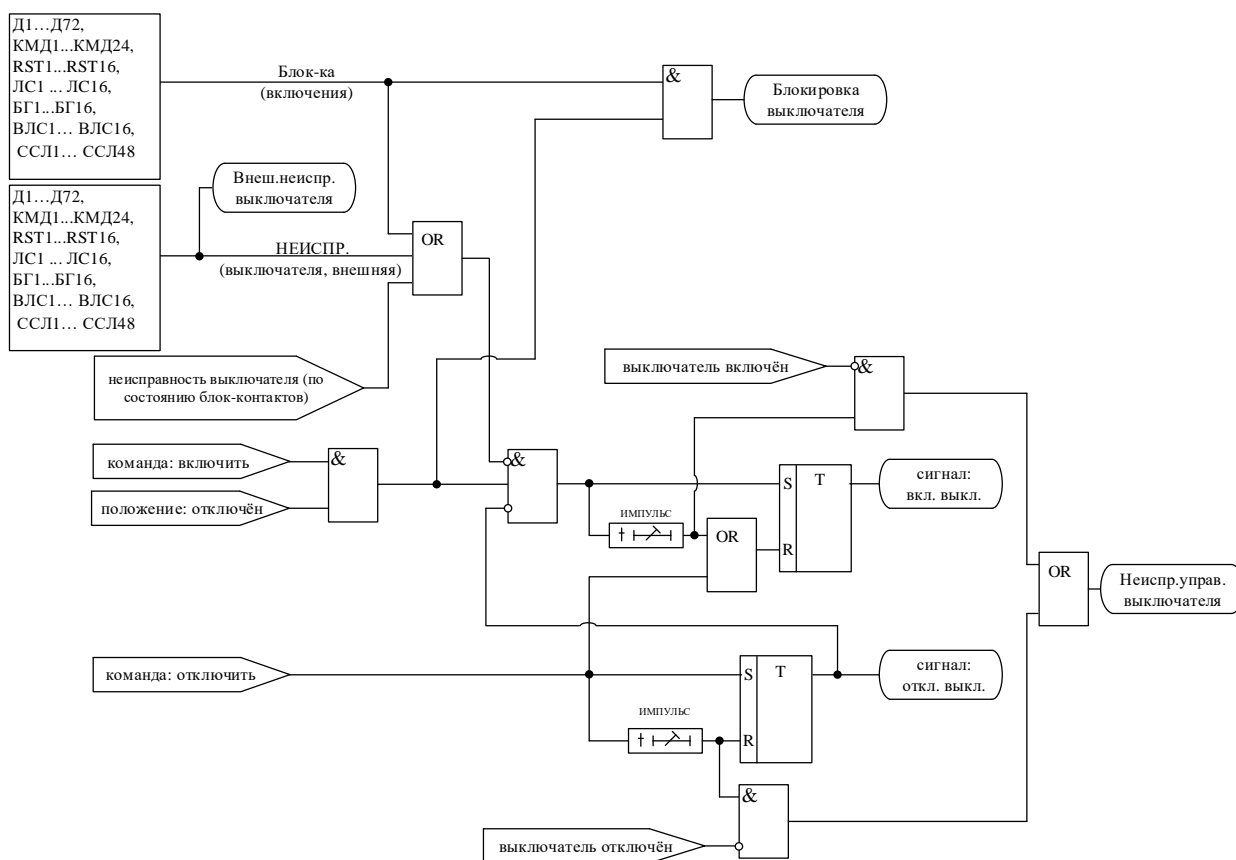 Д1…Д72,
КМД1...КМД24,
RST1...RST16,
ЛС1 ... ЛС16,
БГ1...БГ16,
ВЛС1… ВЛС16,
ССЛ1… ССЛ48
Блок-ка
(включения)
&
Блокировка
выключателя
Д1…Д72,
КМД1...КМД24,
RST1...RST16,
ЛС1 ... ЛС16,
БГ1...БГ16,
ВЛС1… ВЛС16,
ССЛ1… ССЛ48
Внеш.неиспр.
выключателя
НЕИСПР.
(выключателя, внешняя)
OR
неисправность выключателя (по
состоянию блок-контактов)
выключатель включён
&
команда: включить
положение: отключён
&
&
ИМПУЛЬС
OR
S
T
R
сигнал:
вкл. выкл.
OR
Неиспр.управ.
выключателя
команда: отключить
ИМПУЛЬС
S
T
R
сигнал:
откл. выкл.
&
выключатель отключён